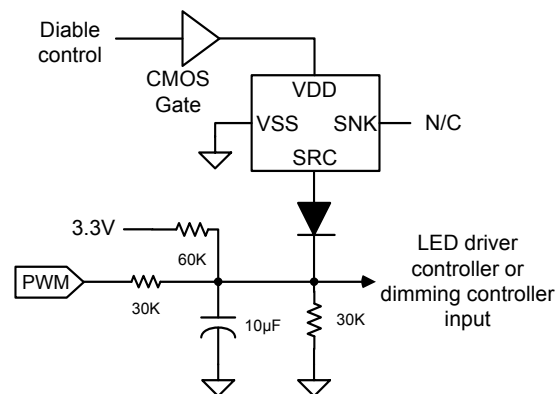 Diable
control
CMOS
Gate
VDD
VSS
SNK
N/C
SRC
3.3V
60K
PWM
30K
10µF
30K
LED driver
controller or
dimming controller
input